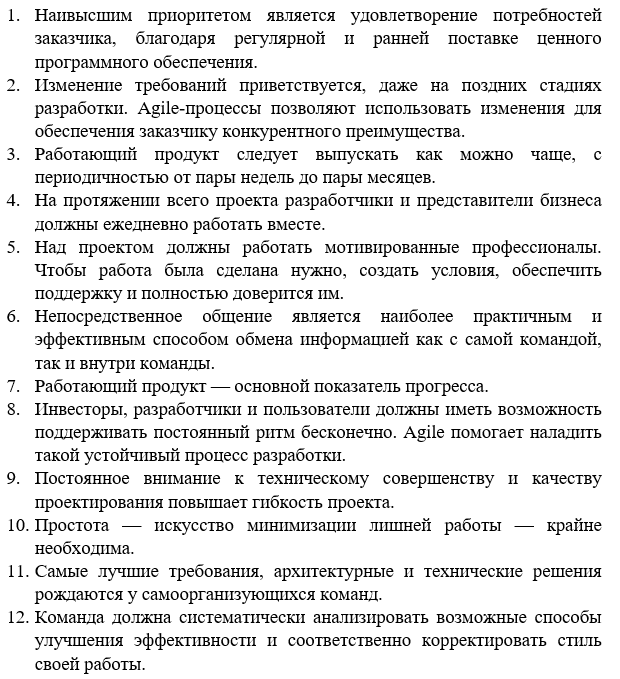 1. Наивысшим приоритетом является удовлетворение потребностей
заказчика, благодаря регулярной и ранней поставке ценного
программного обеспечения.
2. Изменение требований приветствуется, даже на поздних стадиях
разработки. Agile-процессы позволяют использовать изменения для
обеспечения заказчику конкурентного преимущества.
3. Работающий продукт следует выпускать как можно чаще, с
периодичностью от пары недель до пары месяцев.
4. На протяжении всего проекта разработчики и представители бизнеса
должны ежедневно работать вместе.
5. Над проектом должны работать мотивированные профессионалы.
Чтобы работа была сделана нужно, создать условия, обеспечить
поддержку и полностью доверится им.
6. Непосредственное общение является наиболее практичным и
эффективным способом обмена информацией как с самой командой,
так и внутри команды.
7. Работающий продукт — основной показатель прогресса.
8. Инвесторы, разработчики и пользователи должны иметь возможность
поддерживать постоянный ритм бесконечно. Agile помогает наладить
такой устойчивый процесс разработки.
9. Постоянное внимание к техническому совершенству и качеству
проектирования повышает гибкость проекта.
10. Простота — искусство минимизации лишней работы — крайне
необходима.
11. Самые лучшие требования, архитектурные и технические решения
рождаются у самоорганизующихся команд.
12. Команда должна систематически анализировать возможные способы
улучшения эффективности и соответственно корректировать стиль
своей работы.